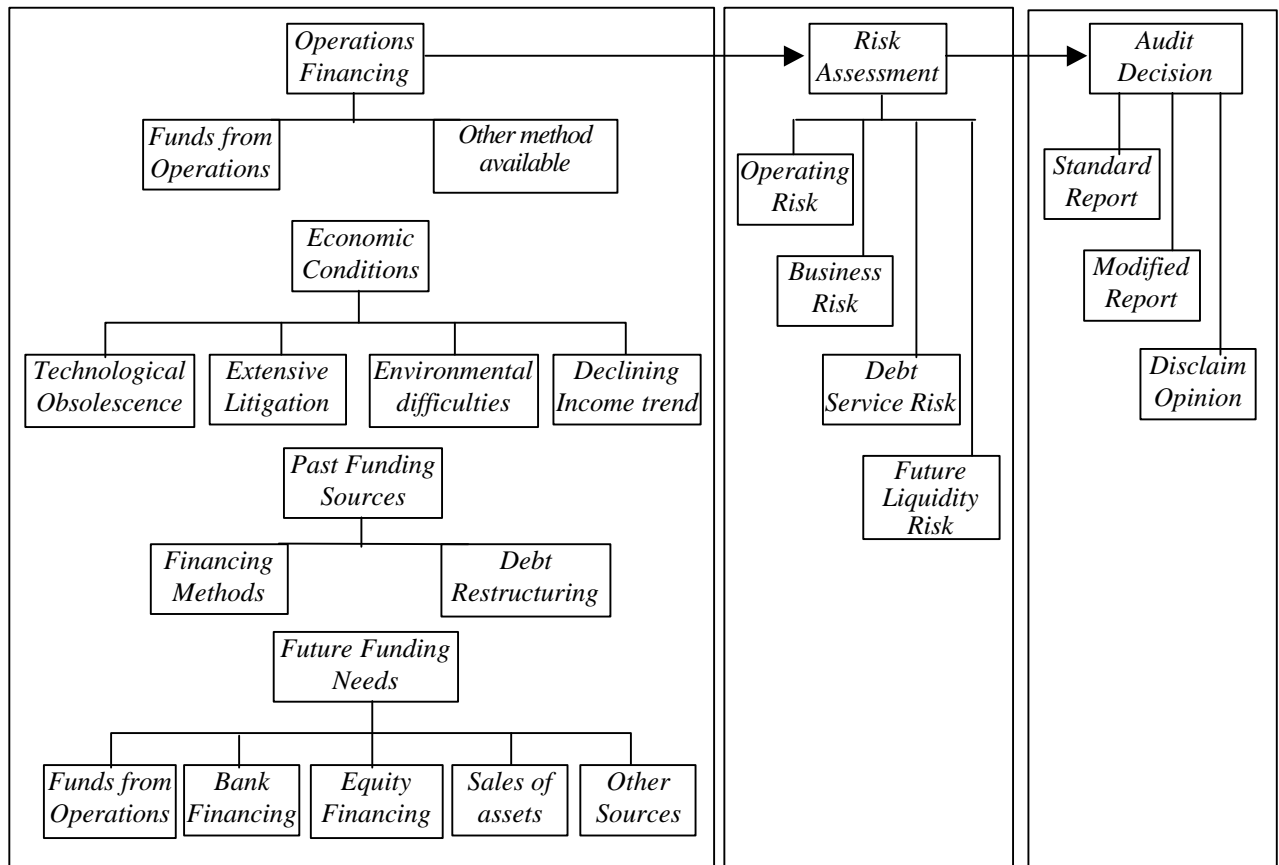 Operations
Financing
Funds from
Operations
Other method
available
Economic
Conditions
Technological
Obsolescence
Extensive
Litigation
Environmental
difficulties
Declining
Income trend
Past Funding
Sources
Financing
Methods
Debt
Restructuring
Future Funding
Needs
Funds from
Operations
Bank
Financing
Equity
Financing
Sales of
assets
Other
Sources
Risk
Assessment
Operating
Risk
Business
Risk
Debt
Service Risk
Future
Liquidity
Risk
Audit
Decision
Standard
Report
Modified
Report
Disclaim
Opinion